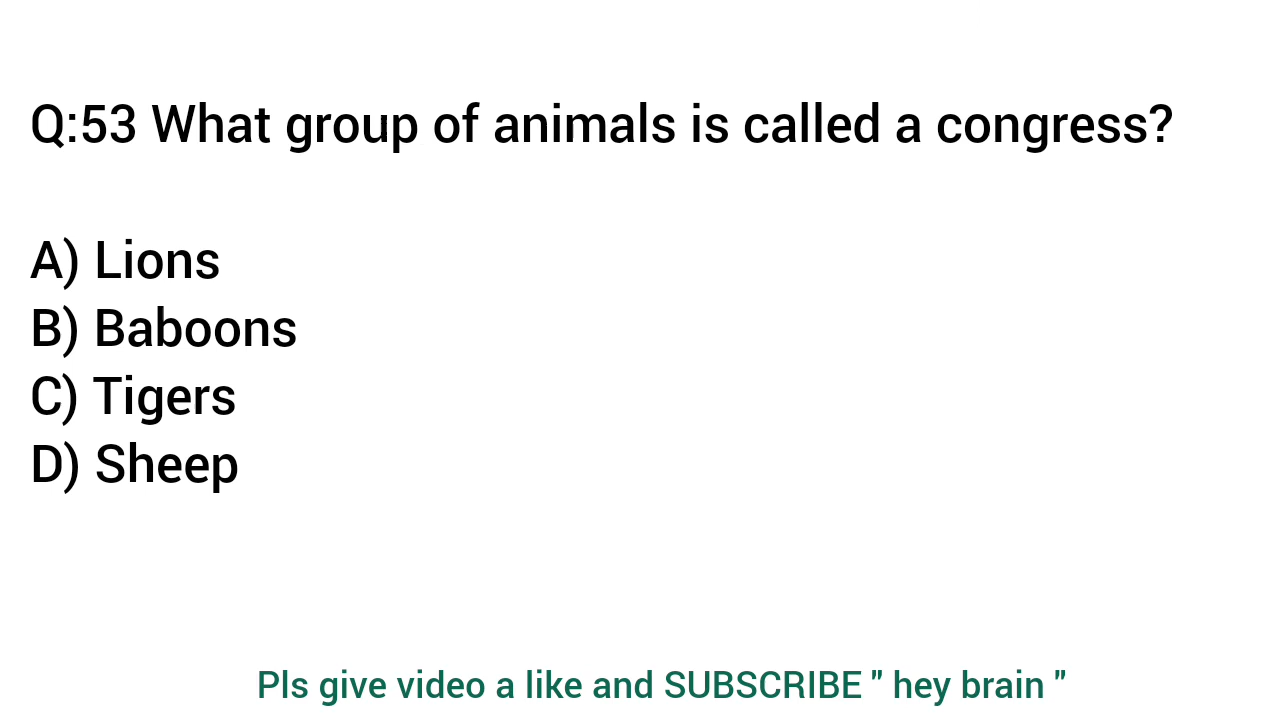 Q:53 What group of animals is called a congress?
A) Lions
B) Baboons
C) Tigers
D) Sheep
Pls give video a like and SUBSCRIBE " hey brain "